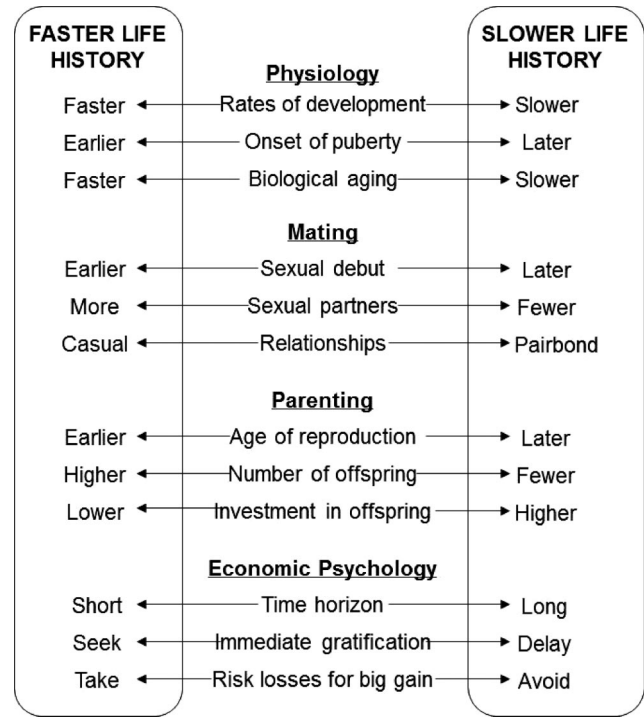 FASTER LIFE HISTORY
SLOWER LIFE HISTORY
Physiology
Faster Rates of development Slower
Earlier Onset of puberty Later
Faster Biological aging Slower
Mating
Earlier Sexual debut Later
More Sexual partners Fewer
Casual Relationships Pairbond
Parenting
Earlier Age of reproduction Later
Higher Number of offspring Fewer
Lower Investment in offspring Higher
Economic Psychology
Short Time horizon Long
Seek Immediate gratification Delay
Take Risk losses for big gain Avoid